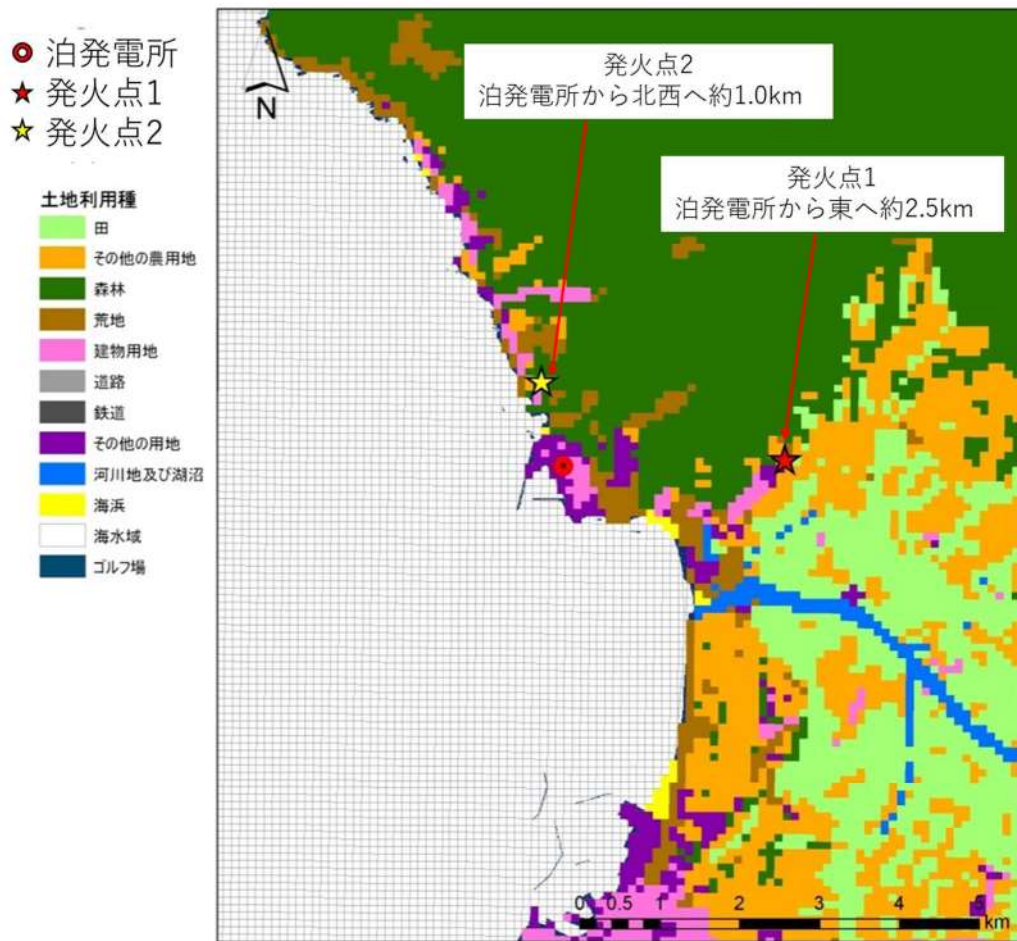 泊発電所
発火点1
発火点2
N
発火点2
泊発電所から北西へ約1.0km
発火点1
泊発電所から東へ約2.5km
土地利用種
田
その他の農用地
森林
荒地
建物用地
道路
鉄道
その他の用地
河川地及び湖沼
海浜
海水域
ゴルフ場
0 0.5 1 2 3 4 5
km